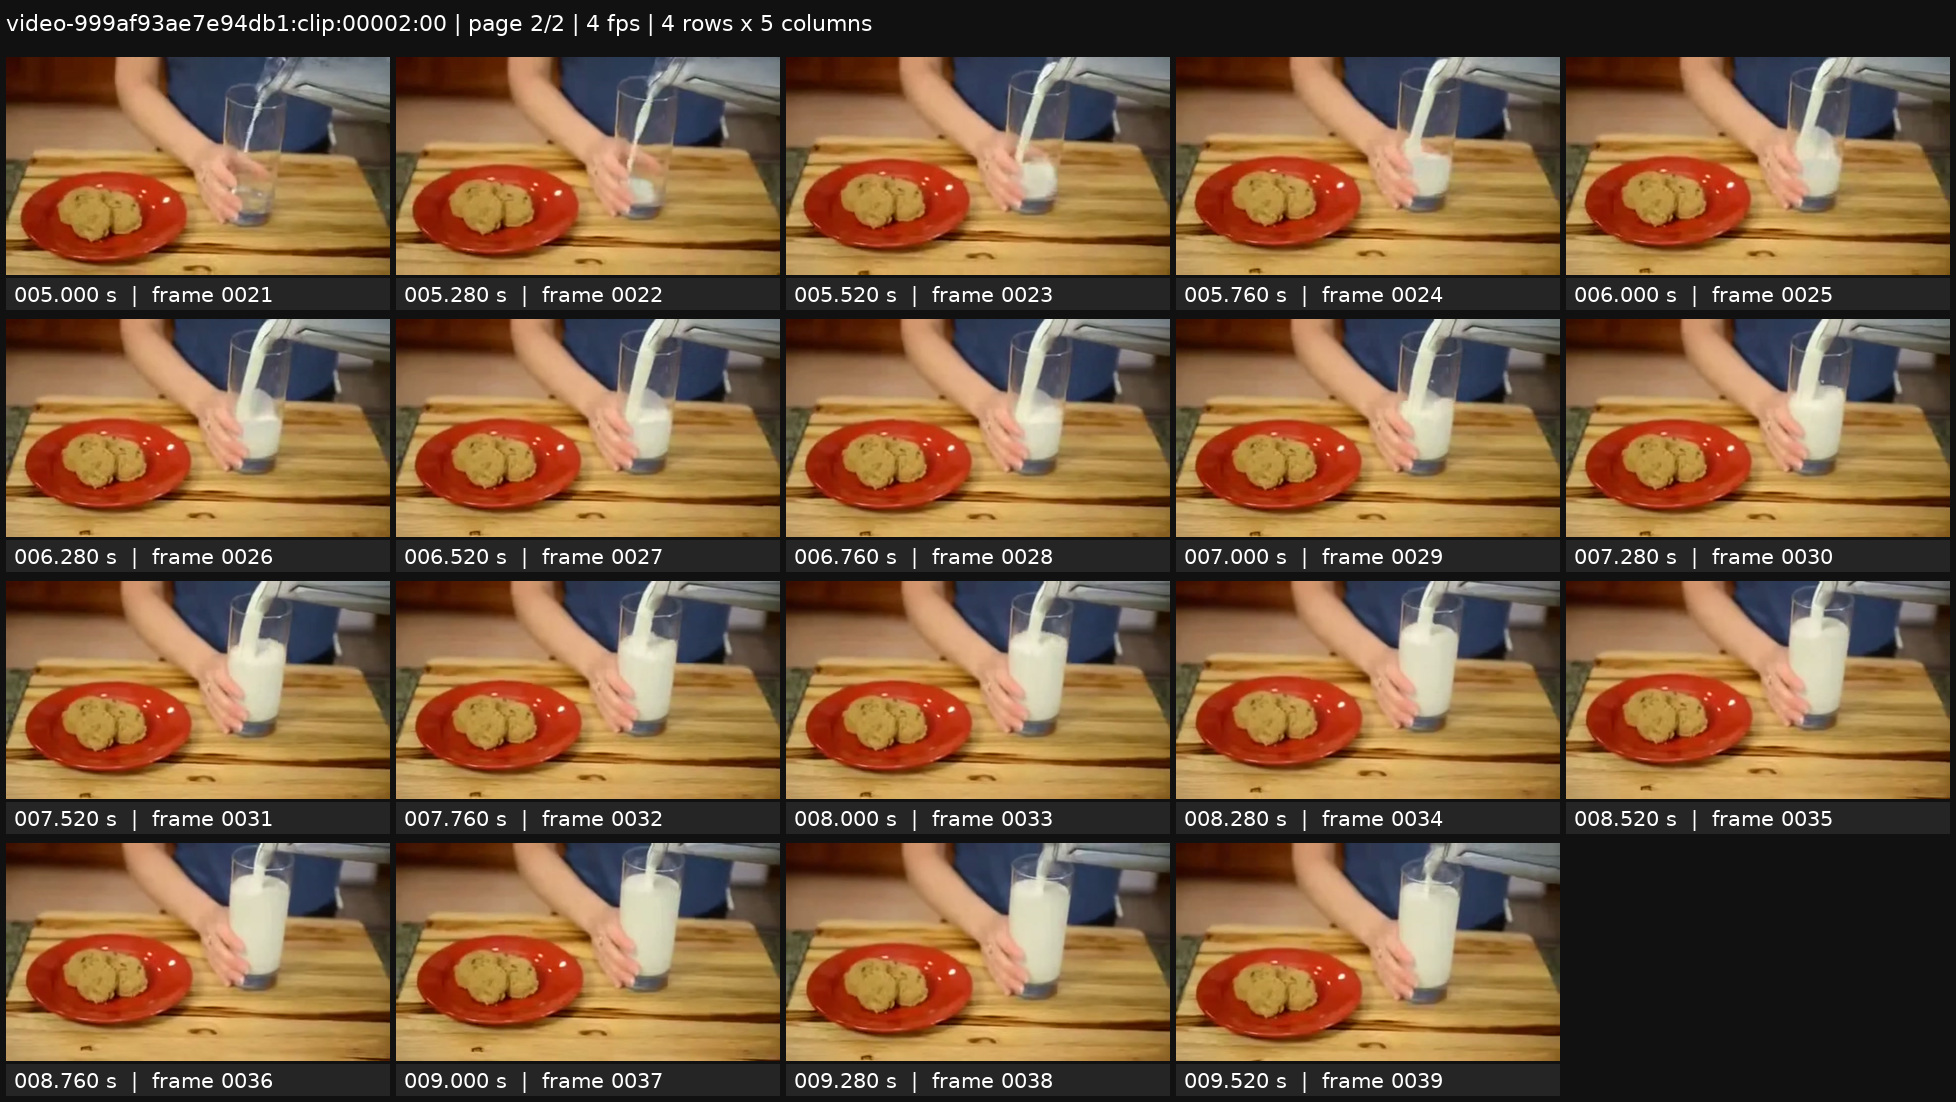 video-999af93ae7e94db1:clip:00002:00 | page 2/2 | 4 fps | 4 rows x 5 columns
005.000 s | frame 0021
005.280 s | frame 0022
005.520 s | frame 0023
005.760 s | frame 0024
006.000 s | frame 0025
006.280 s | frame 0026
006.520 s | frame 0027
006.760 s | frame 0028
007.000 s | frame 0029
007.280 s | frame 0030
007.520 s | frame 0031
007.760 s | frame 0032
008.000 s | frame 0033
008.280 s | frame 0034
008.520 s | frame 0035
008.760 s | frame 0036
009.000 s | frame 0037
009.280 s | frame 0038
009.520 s | frame 0039